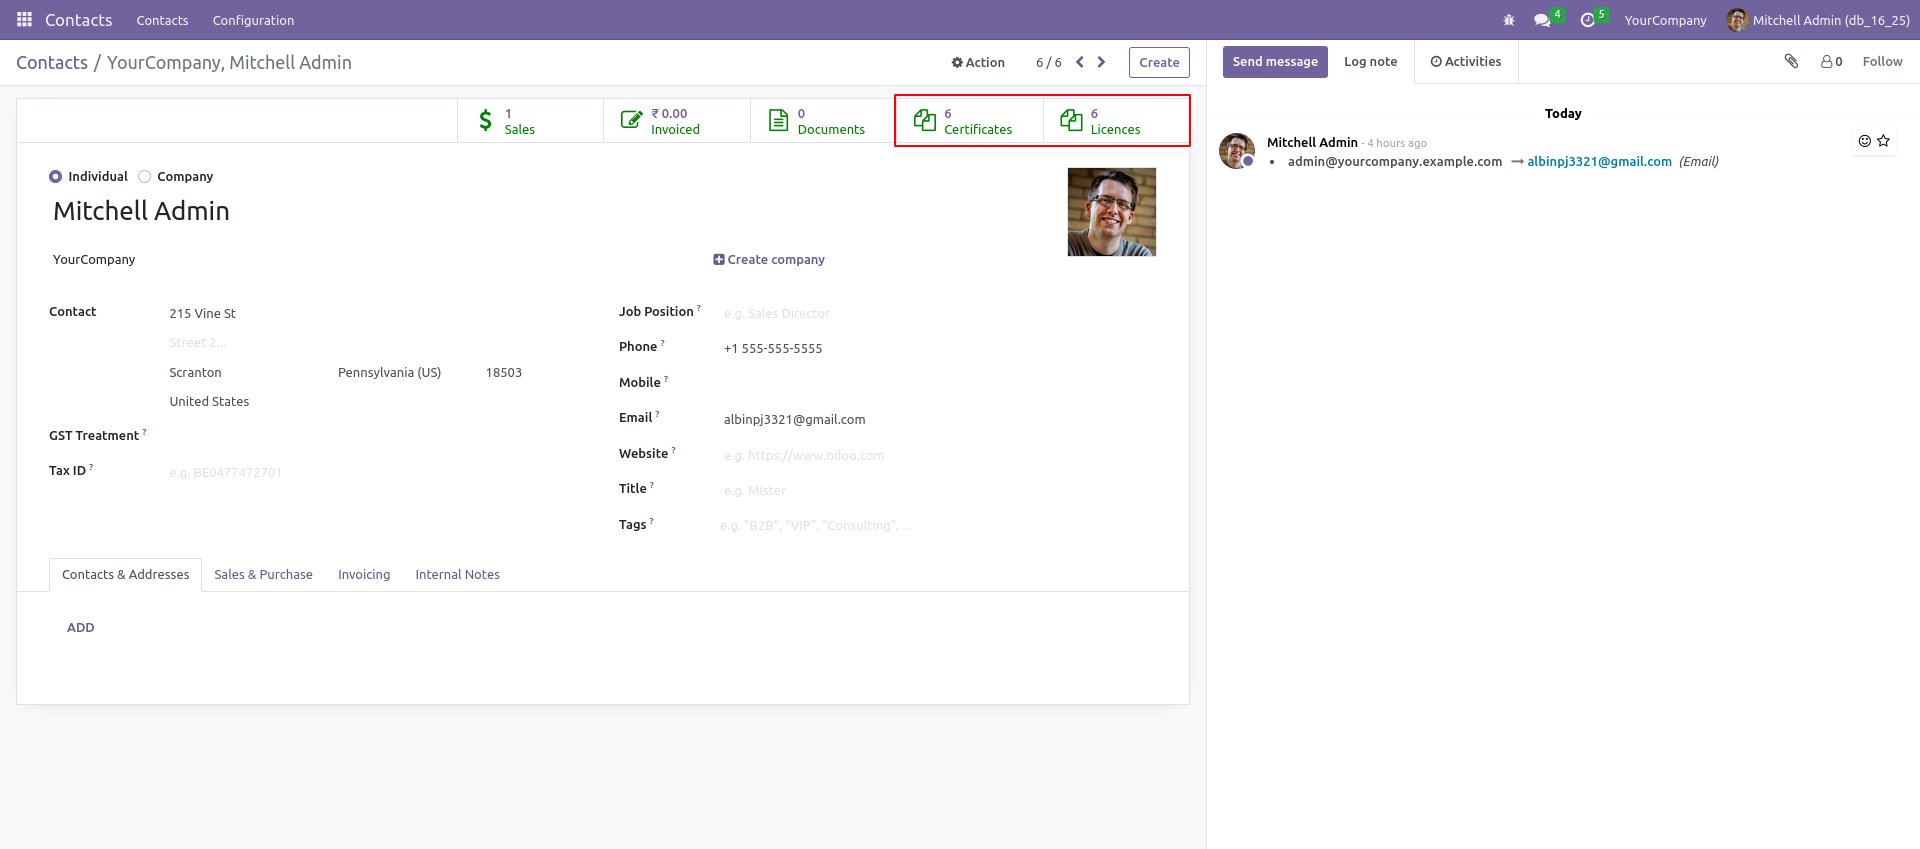 Contacts Contacts Configuration 4 5 YourCompany Mitchell Admin (db_16_25)
Contacts / YourCompany, Mitchell Admin Action 6 / 6 Create
Send message Log note Activities 0 Follow
1 Sales
₹ 0.00 Invoiced
0 Documents
6 Certificates
6 Licences
Individual Company
Mitchell Admin
YourCompany Create company
Contact 215 Vine St
Street 2...
Scranton Pennsylvania (US) 18503
United States
GST Treatment ?
Tax ID ? e.g. BE0477472701
Job Position ? e.g. Sales Director
Phone ? +1 555-555-5555
Mobile ?
Email ? albinpj3321@gmail.com
Website ? e.g. https://www.odoo.com
Title ? e.g. Mister
Tags ? e.g. "B2B", "VIP", "Consulting", ...
Contacts & Addresses Sales & Purchase Invoicing Internal Notes
ADD
Today
Mitchell Admin - 4 hours ago
• admin@yourcompany.example.com → albinpj3321@gmail.com (Email)